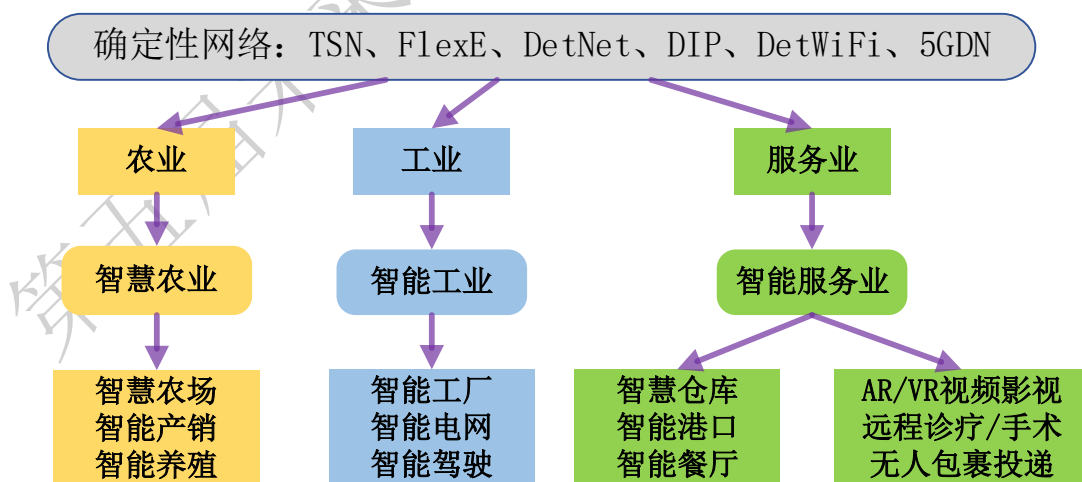 确定性网络：TSN、FlexE、DetNet、DIP、DetWiFi、5GDN
农业
工业
服务业
智慧农业
智能工业
智能服务业
智慧农场
智能产销
智能养殖
智能工厂
智能电网
智能驾驶
智慧仓库
智能港口
智能餐厅
AR/VR视频影视
远程诊疗/手术
无人包裹投递
第五届未